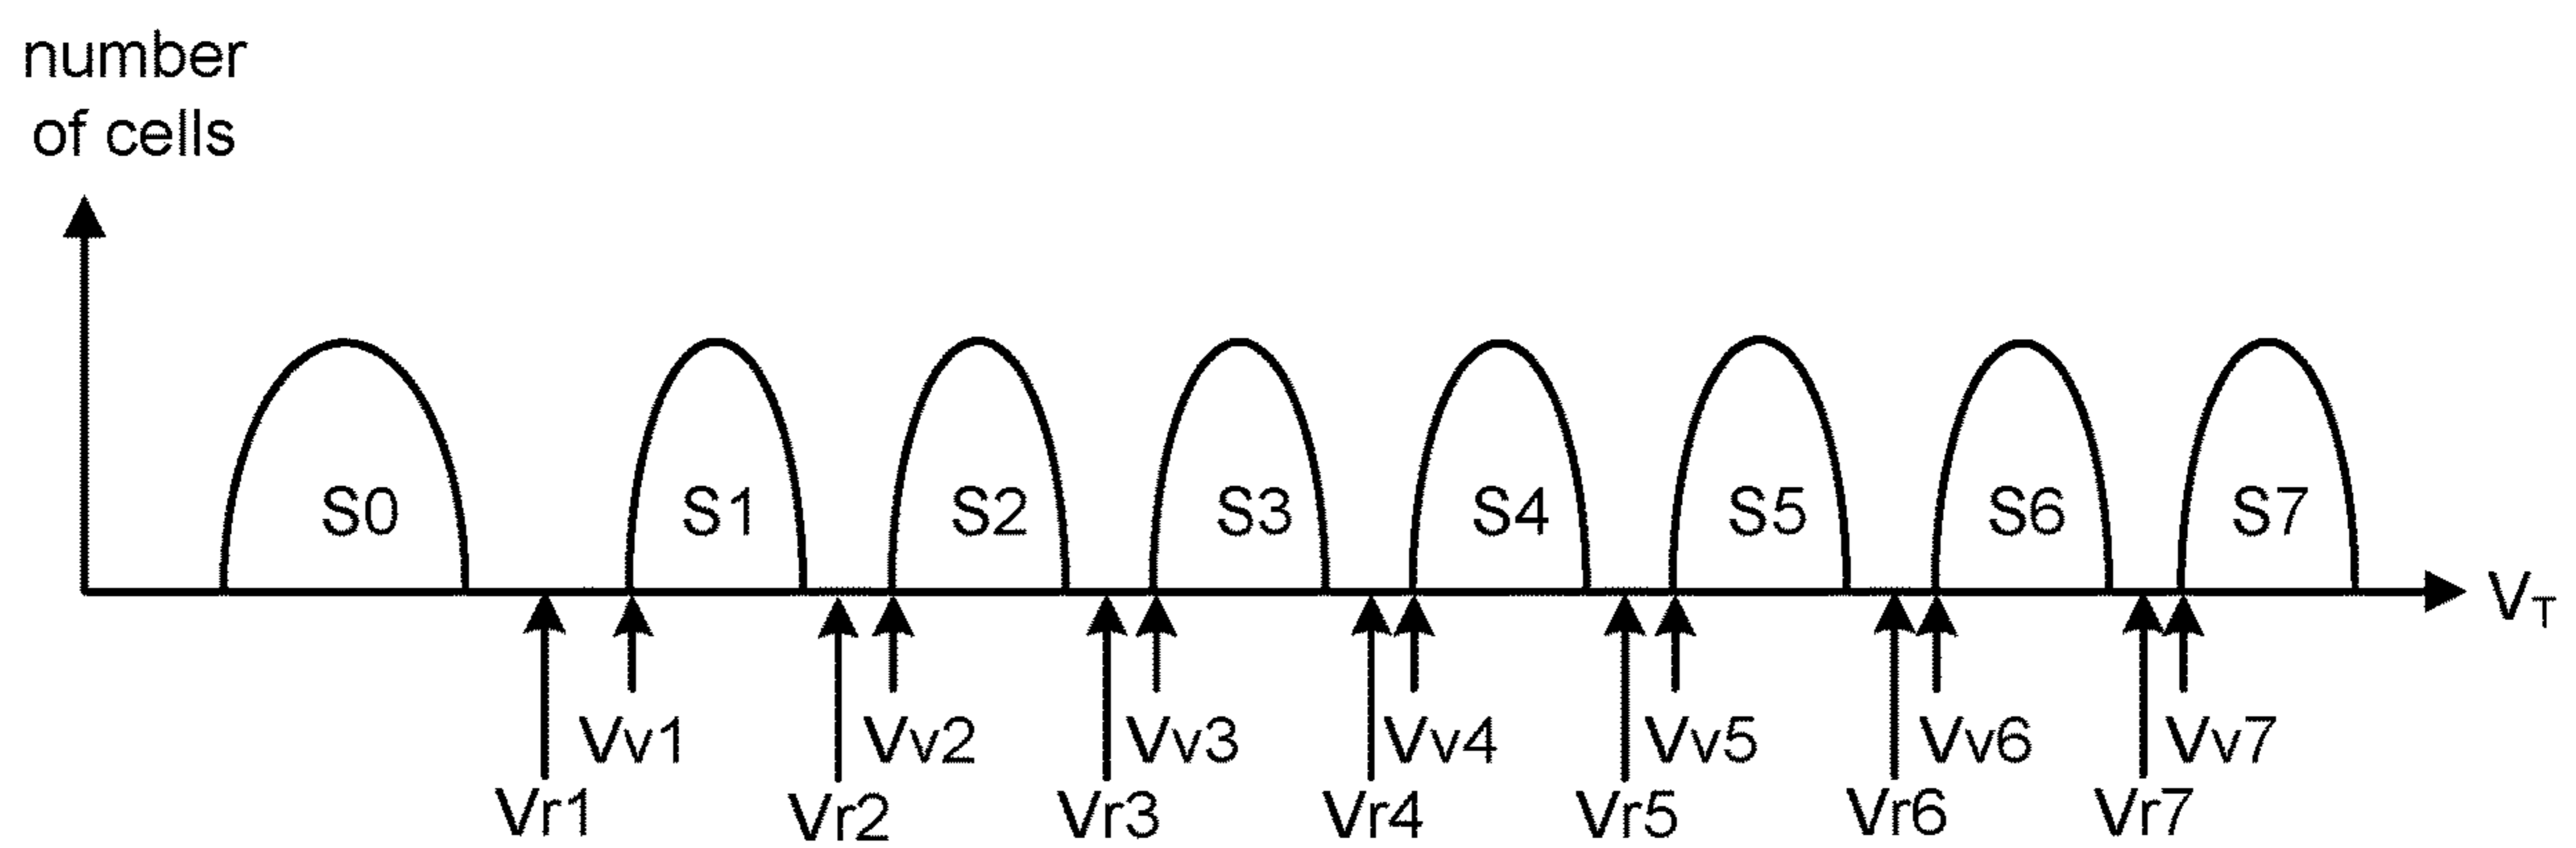 number
of cells
S0 S1 S2 S3 S4 S5 S6 S7
VT
Vv1 Vv2 Vv3 Vv4 Vv5 Vv6 Vv7
Vr1 Vr2 Vr3 Vr4 Vr5 Vr6 Vr7